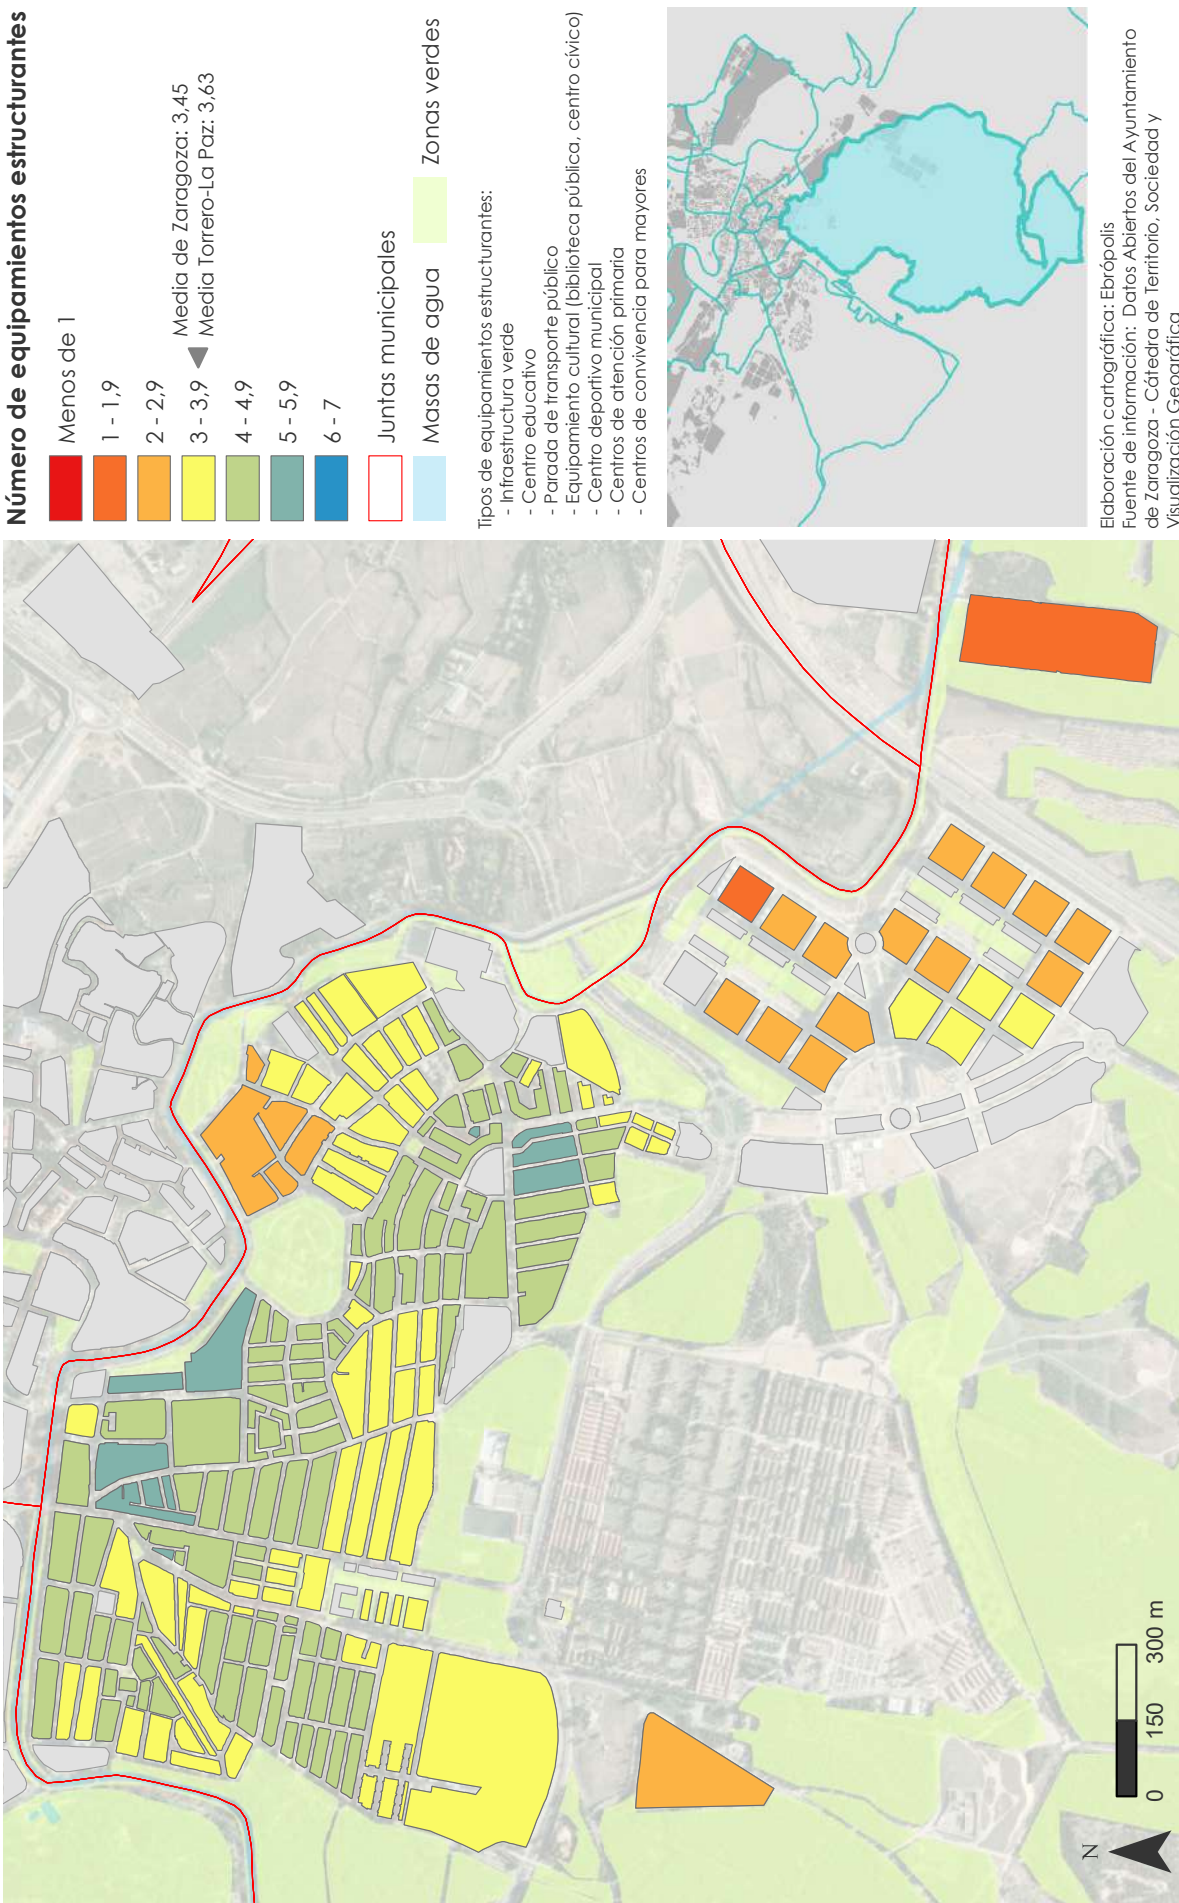 Número de equipamientos estructurantes
Menos de 1
1 - 1,9
2 - 2,9
3 - 3,9
4 - 4,9
5 - 5,9
6 - 7
Media de Zaragoza: 3,45
Media Torrero-La Paz: 3,63
Juntas municipales
Masas de agua
Zonas verdes
Tipos de equipamientos estructurantes:
- Infraestructura verde
- Centro educativo
- Parada de transporte público
- Equipamiento cultural (biblioteca pública, centro cívico)
- Centro deportivo municipal
- Centros de atención primaria
- Centros de convivencia para mayores
Elaboración cartográfica: Ebrópolis
Fuente de información: Datos Abiertos del Ayuntamiento
de Zaragoza - Cátedra de Territorio, Sociedad y
Visualización Geográfica
N
0 150 300 m